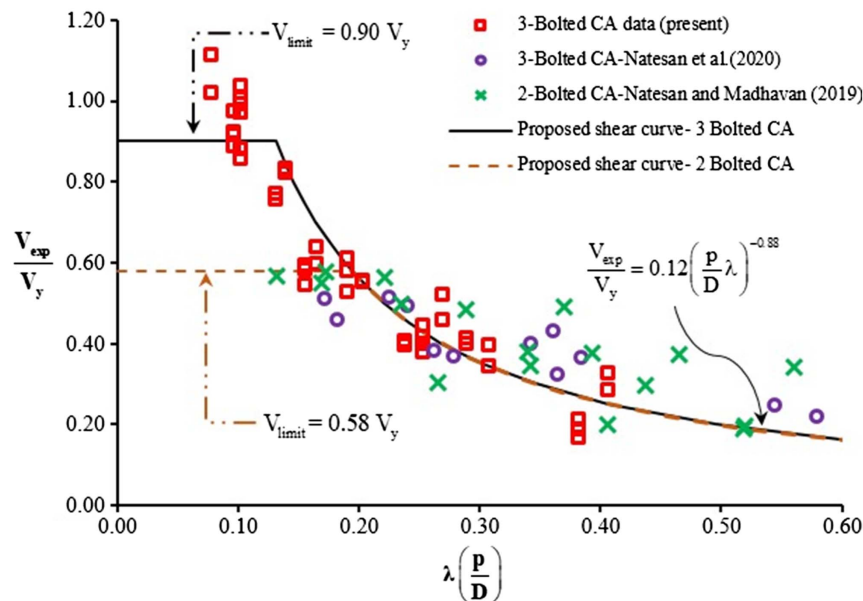 1.20
1.00
0.80
0.60
0.40
0.20
0.00
0.00 0.10 0.20 0.30 0.40 0.50 0.60
V_exp / V_y
λ(p/D)
V_limit = 0.90 V_y
V_limit = 0.58 V_y
3-Bolted CA data (present)
3-Bolted CA-Natesan et al.(2020)
2-Bolted CA-Natesan and Madhavan (2019)
Proposed shear curve- 3 Bolted CA
Proposed shear curve- 2 Bolted CA
V_exp / V_y = 0.12(p/D λ)^−0.88